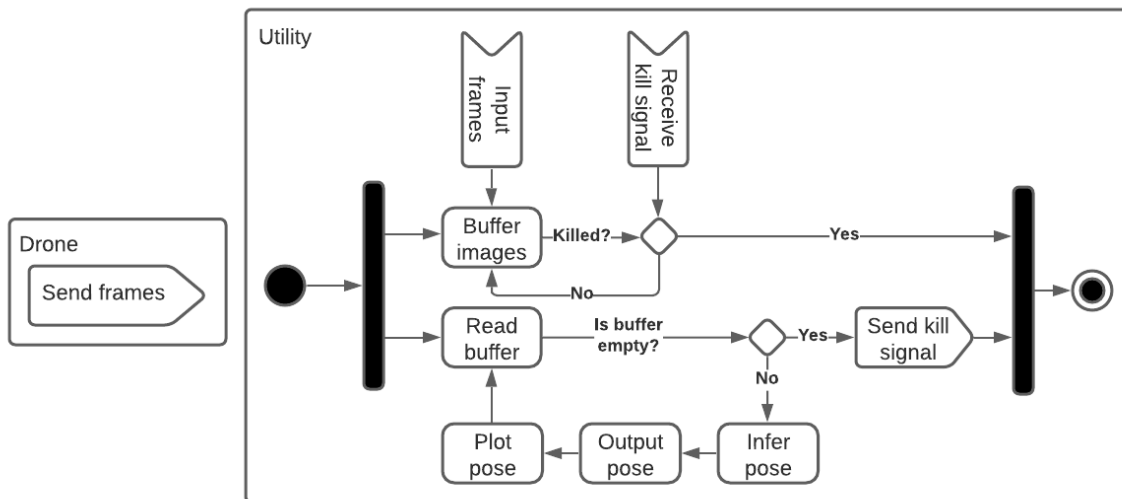 Utility
Input
frames
Receive
kill signal
Buffer
images
Killed?
Yes
No
Drone
Send frames
Read
buffer
Is buffer
empty?
Yes
Send kill
signal
No
Plot
pose
Output
pose
Infer
pose